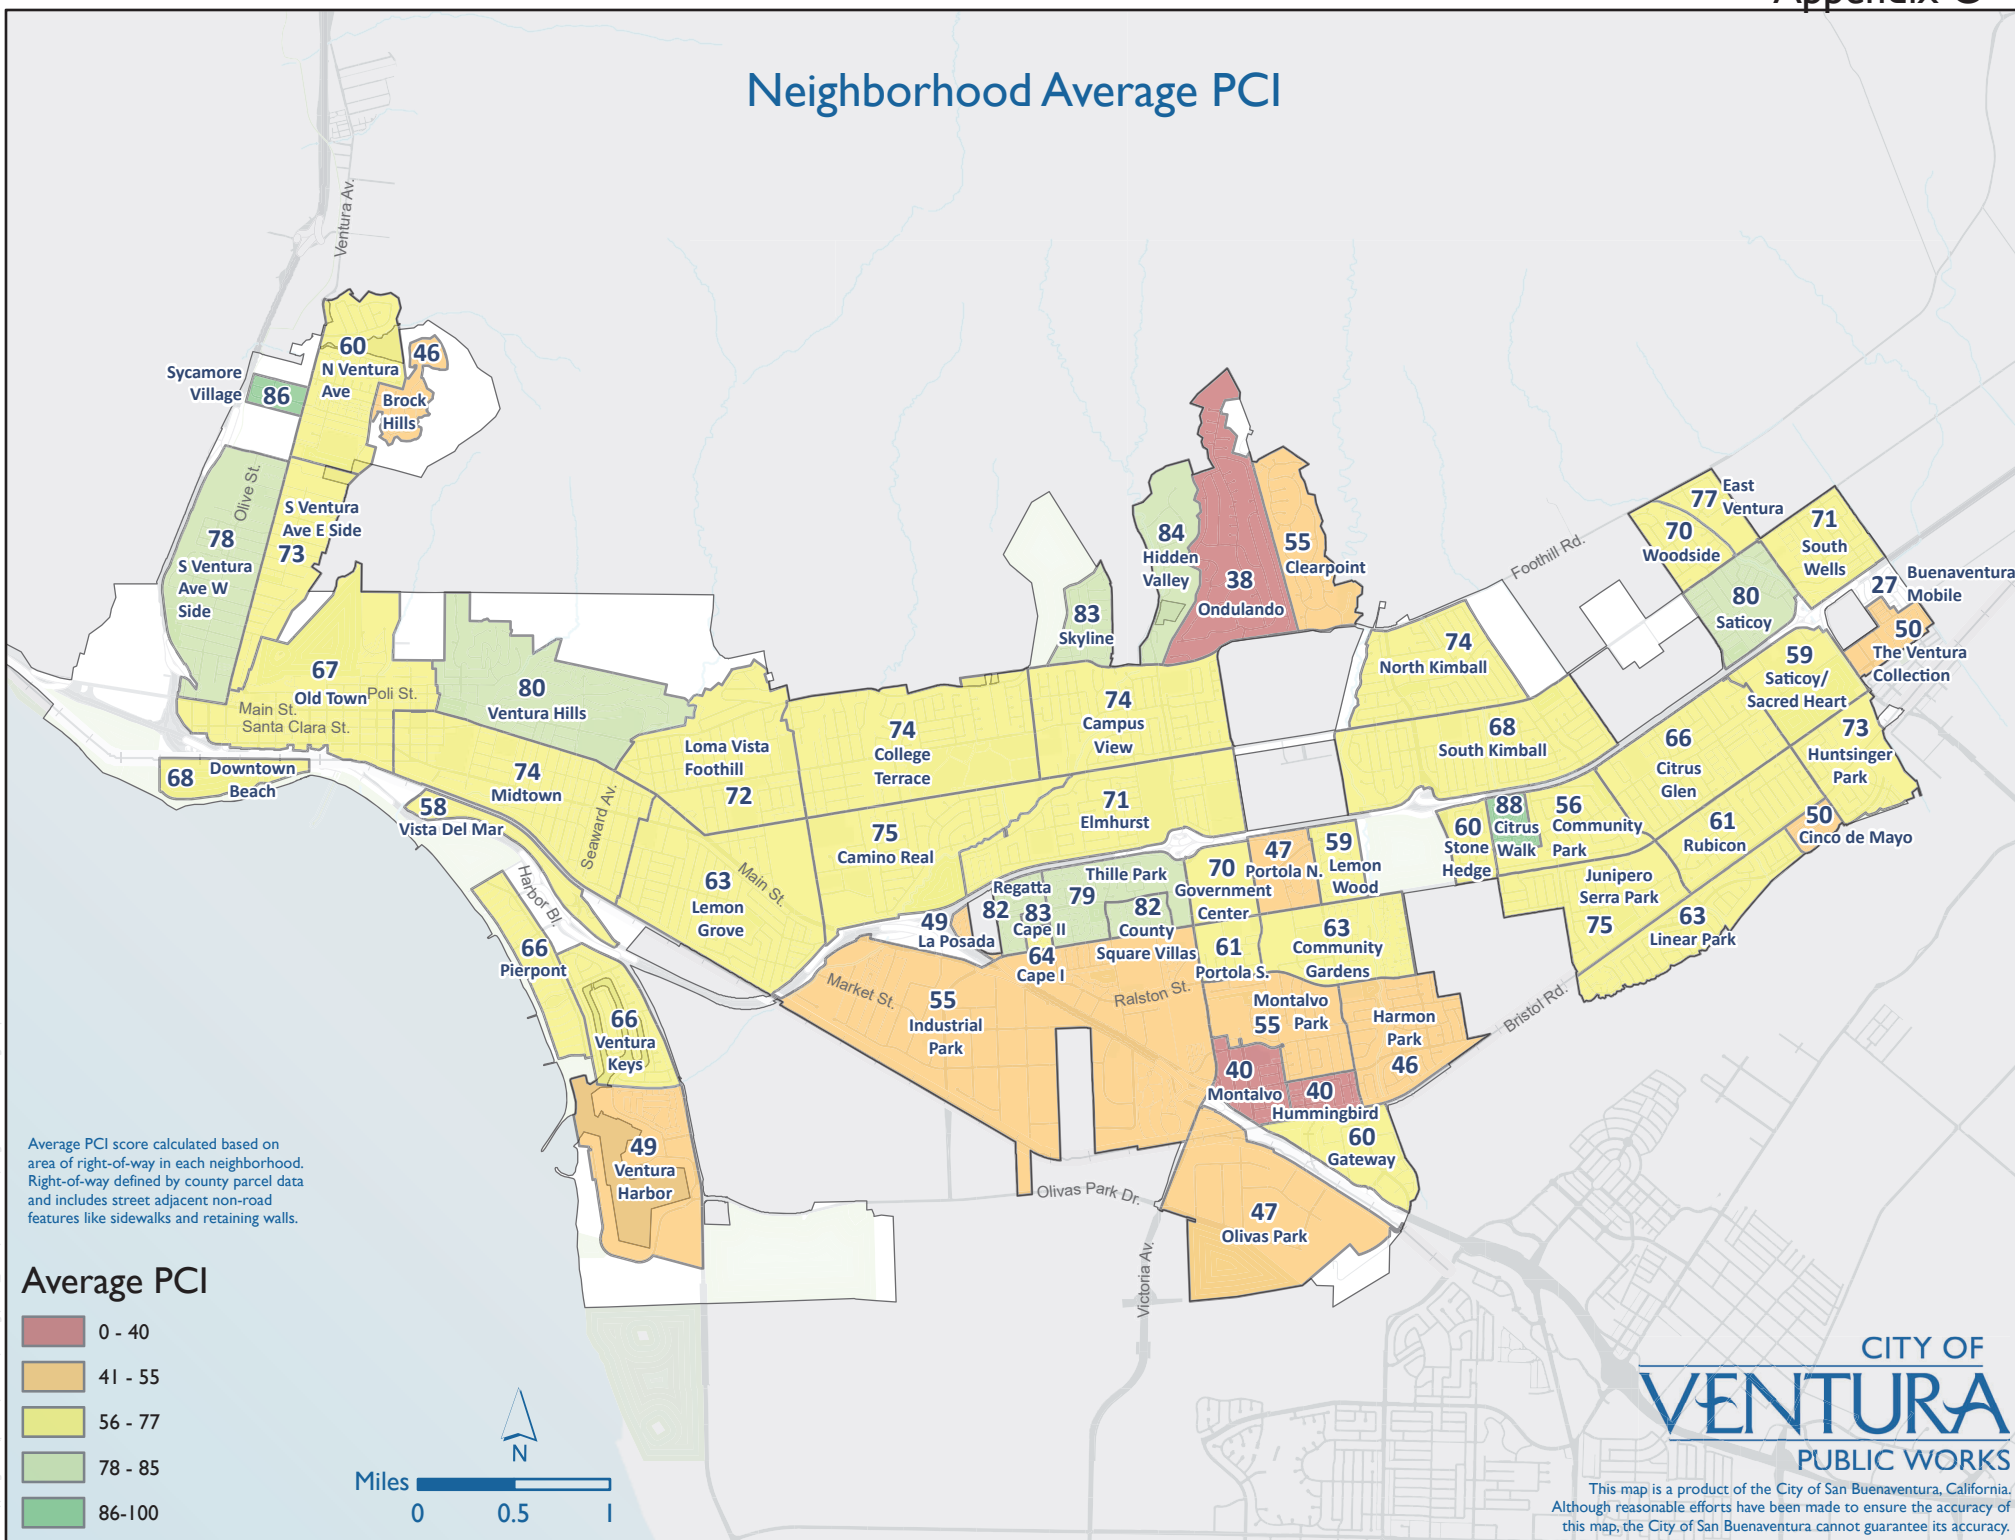 Appendix C
Neighborhood Average PCI
Ventura Av.
60
N Ventura
Ave
46
Brock
Hills
Sycamore
Village
86
Olive St.
78
S Ventura
Ave W
Side
S Ventura
Ave E Side
73
67
Old Town
Poli St.
Main St.
Santa Clara St.
80
Ventura Hills
68
Downtown
Beach
74
Midtown
58
Vista Del Mar
Seaward Av.
Harbor Bl.
Loma Vista
Foothill
72
63
Lemon
Grove
Main St.
74
College
Terrace
75
Camino Real
83
Skyline
84
Hidden
Valley
38
Ondulando
55
Clearpoint
74
Campus
View
71
Elmhurst
Foothill Rd.
74
North Kimball
68
South Kimball
77
East
Ventura
70
Woodside
71
South
Wells
80
Saticoy
27
Buenaventura
Mobile
50
The Ventura
Collection
59
Saticoy/
Sacred Heart
73
Huntsinger
Park
66
Citrus
Glen
61
Rubicon
50
Cinco de Mayo
60
Stone
Hedge
88
Citrus
Walk
56
Community
Park
Junipero
Serra Park
75
63
Linear Park
49
La Posada
Regatta
82
83
Cape II
64
Cape I
Thille Park
79
82
County
Square Villas
70
Government
Center
47
Portola N.
59
Lemon
Wood
61
Portola S.
63
Community
Gardens
66
Pierpont
66
Ventura
Keys
49
Ventura
Harbor
Market St.
55
Industrial
Park
Ralston St.
Montalvo
Park
55
Harmon
Park
46
Bristol Rd.
40
Montalvo
40
Hummingbird
60
Gateway
Olivas Park Dr.
47
Olivas Park
Victoria Av.
Average PCI score calculated based on
area of right-of-way in each neighborhood.
Right-of-way defined by county parcel data
and includes street adjacent non-road
features like sidewalks and retaining walls.
Average PCI
0 - 40
41 - 55
56 - 77
78 - 85
86-100
N
Miles
0 0.5 1
CITY OF
VENTURA
PUBLIC WORKS
This map is a product of the City of San Buenaventura, California.
Although reasonable efforts have been made to ensure the accuracy of
this map, the City of San Buenaventura cannot guarantee its accuracy.